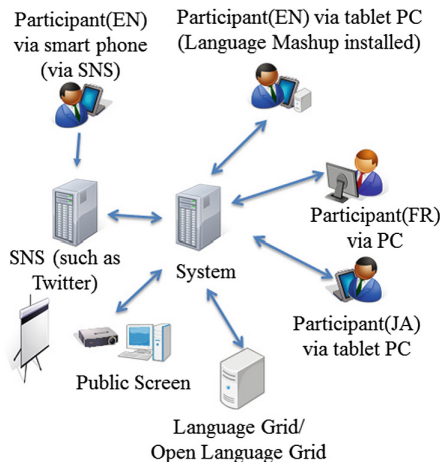 Participant(EN)
via smart phone
(via SNS)
Participant(EN) via tablet PC
(Language Mashup installed)
Participant(FR)
via PC
SNS (such as
Twitter)
System
Participant(JA)
via tablet PC
Public Screen
Language Grid/
Open Language Grid